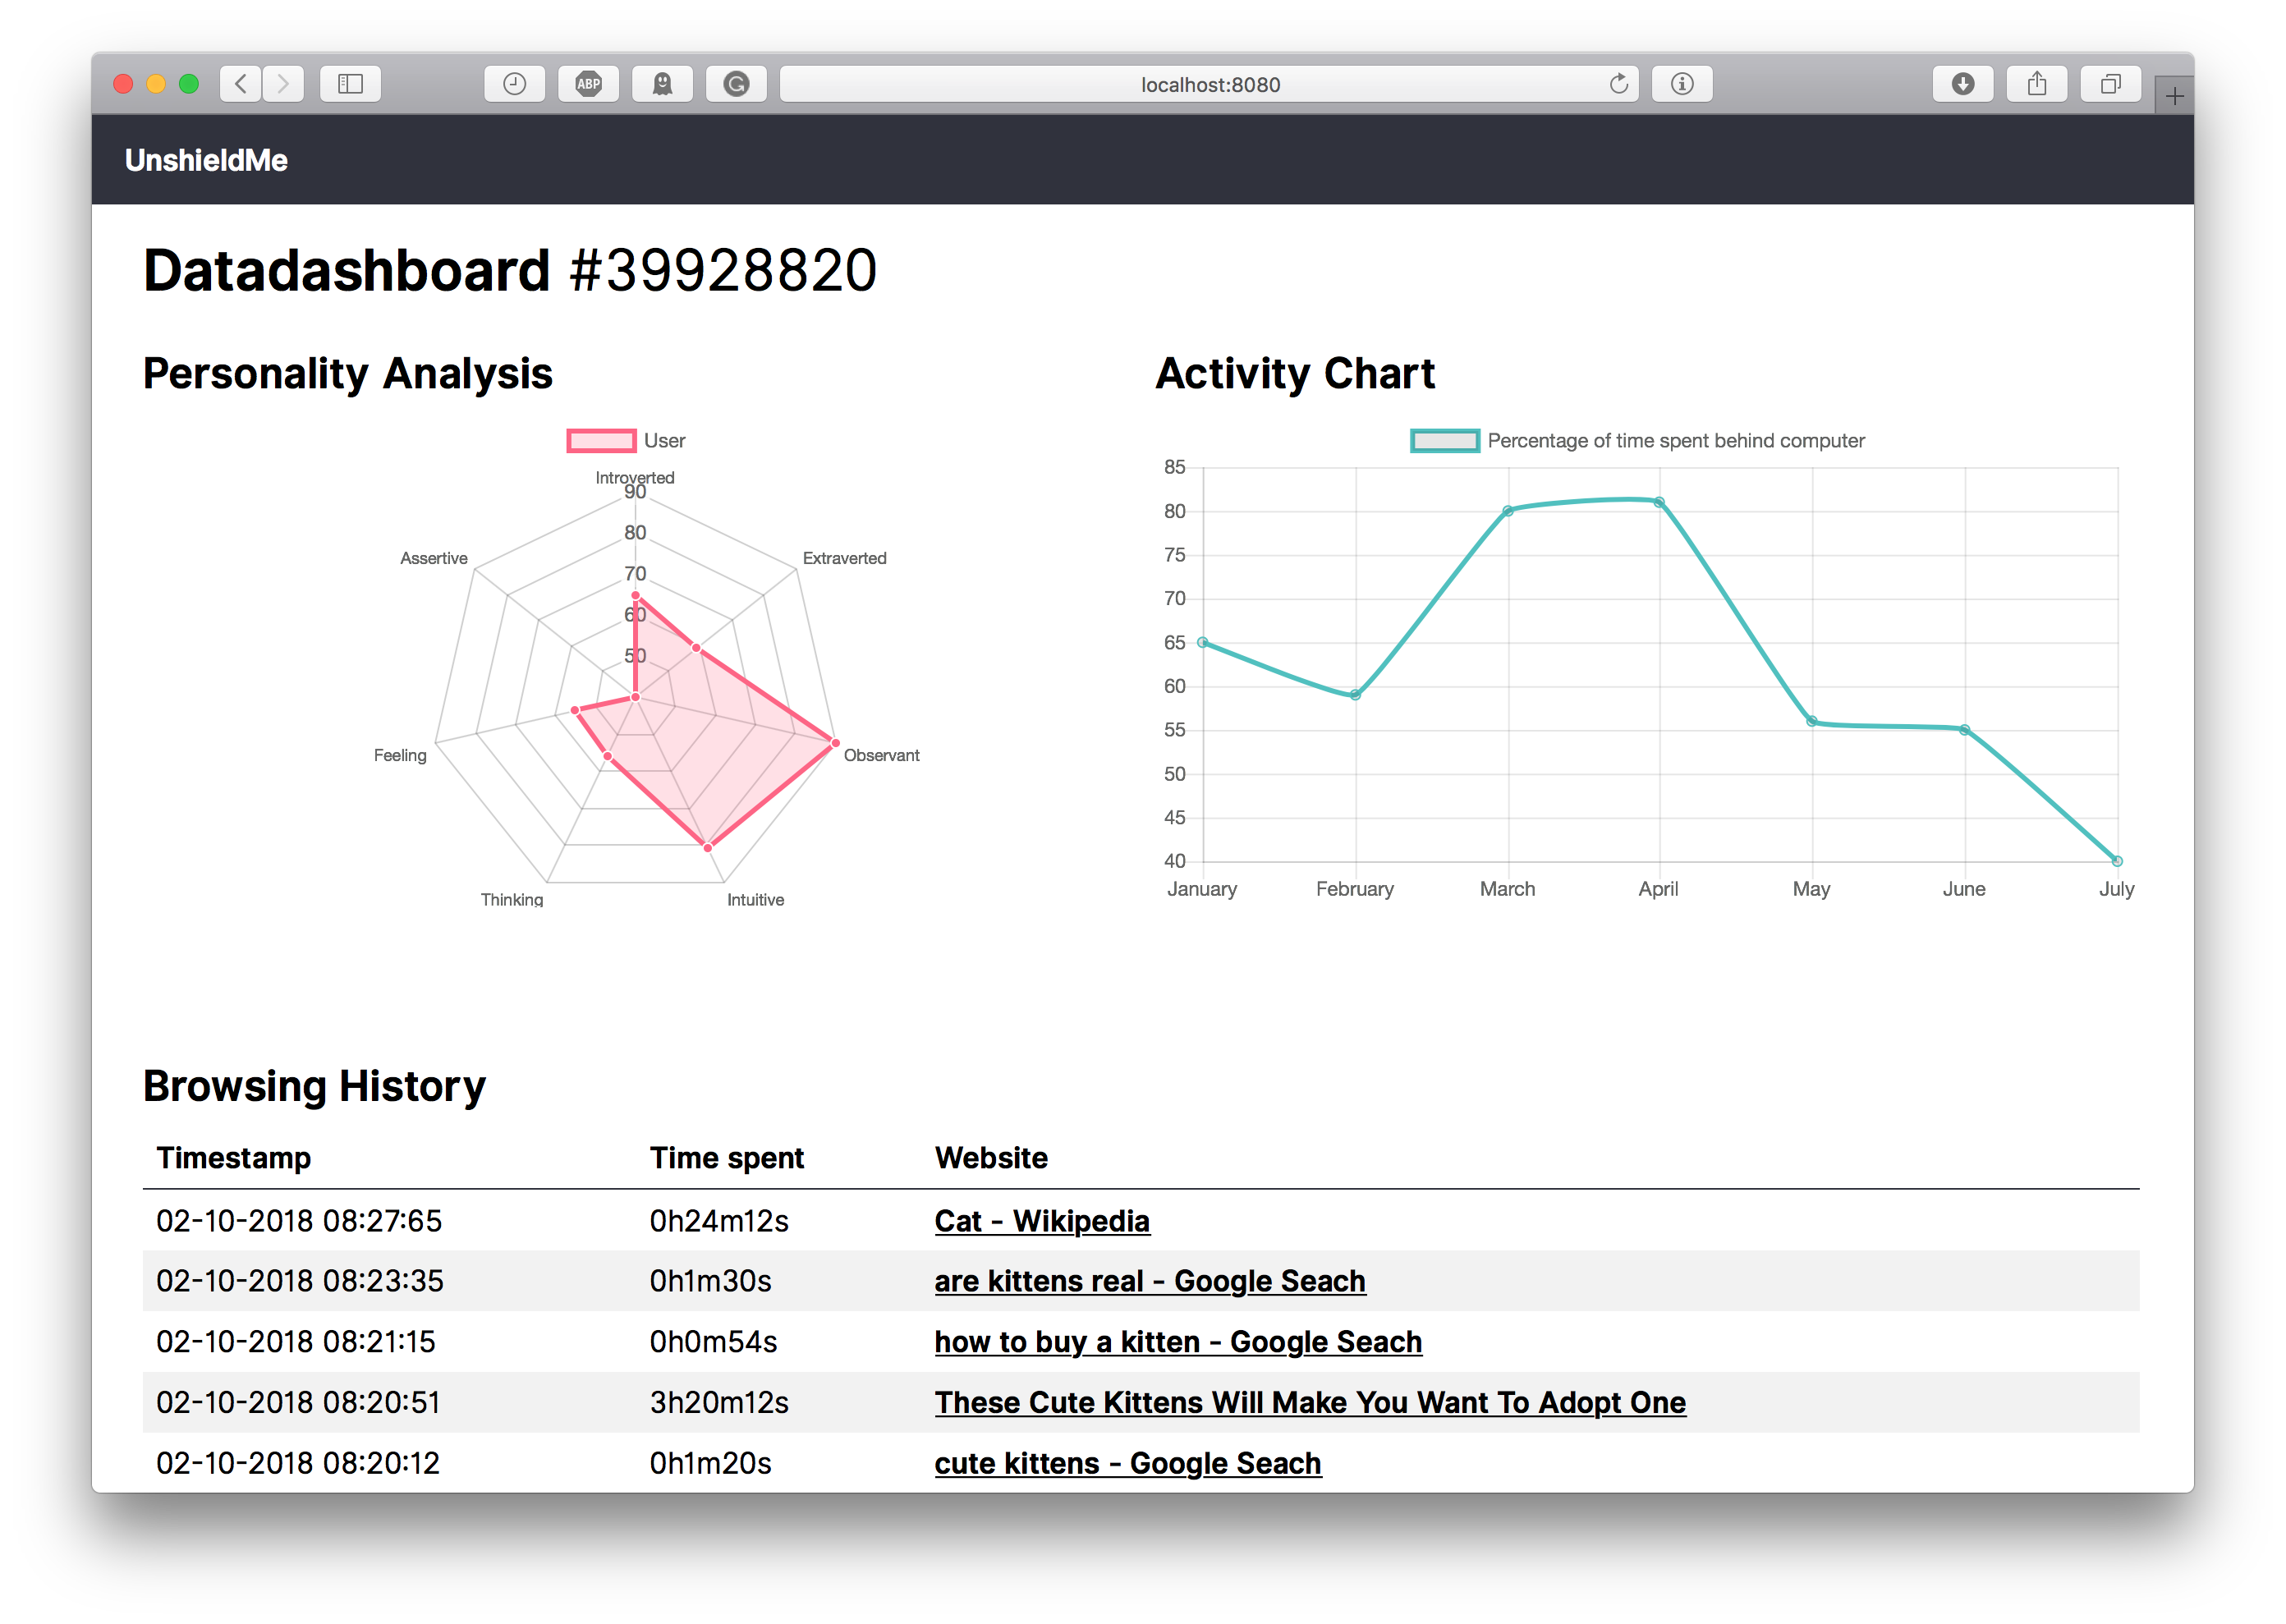 ABP
localhost:8080
UnshieldMe
Datadashboard #39928820
Personality Analysis
User
Introverted
90
80
70
60
50
Extraverted
Assertive
Observant
Feeling
Thinking
Intuitive
Activity Chart
Percentage of time spent behind computer
85
80
75
70
65
60
55
50
45
40
January February March April May June July
Browsing History
Timestamp Time spent Website
02-10-2018 08:27:65 0h24m12s Cat - Wikipedia
02-10-2018 08:23:35 0h1m30s are kittens real - Google Seach
02-10-2018 08:21:15 0h0m54s how to buy a kitten - Google Seach
02-10-2018 08:20:51 3h20m12s These Cute Kittens Will Make You Want To Adopt One
02-10-2018 08:20:12 0h1m20s cute kittens - Google Seach